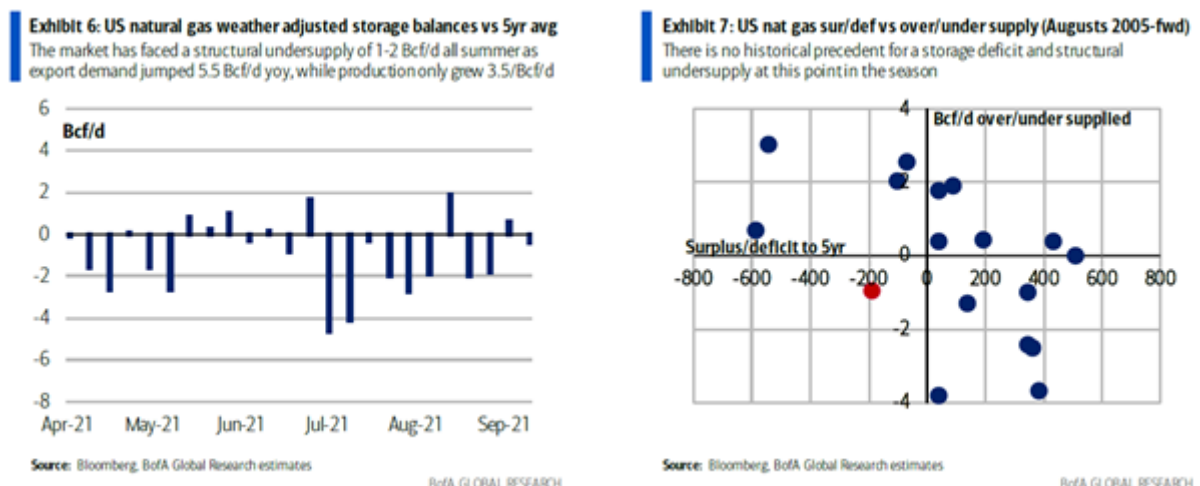 Exhibit 6: US natural gas weather adjusted storage balances vs 5yr avg
The market has faced a structural undersupply of 1-2 Bcf/d all summer as
export demand jumped 5.5 Bcf/d yoy, while production only grew 3.5/Bcf/d
6
Bcf/d
4
2
0
-2
-4
-6
-8
Apr-21 May-21 Jun-21 Jul-21 Aug-21 Sep-21
Source: Bloomberg, BofA Global Research estimates
BofA GLOBAL RESEARCH
Exhibit 7: US nat gas sur/def vs over/under supply (Augusts 2005-fwd)
There is no historical precedent for a storage deficit and structural
undersupply at this point in the season
4
Bcf/d over/under supplied
2
Surplus/deficit to 5yr
0
-800 -600 -400 -200 0 200 400 600 800
-2
-4
Source: Bloomberg, BofA Global Research estimates
BofA GLOBAL RESEARCH